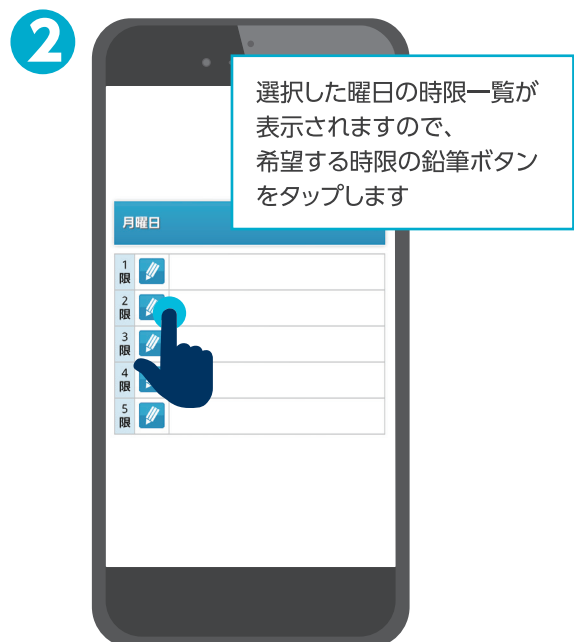 2
選択した曜日の時限一覧が
表示されますので、
希望する時限の鉛筆ボタン
をタップします
月曜日
1
限
2
限
3
限
4
限
5
限